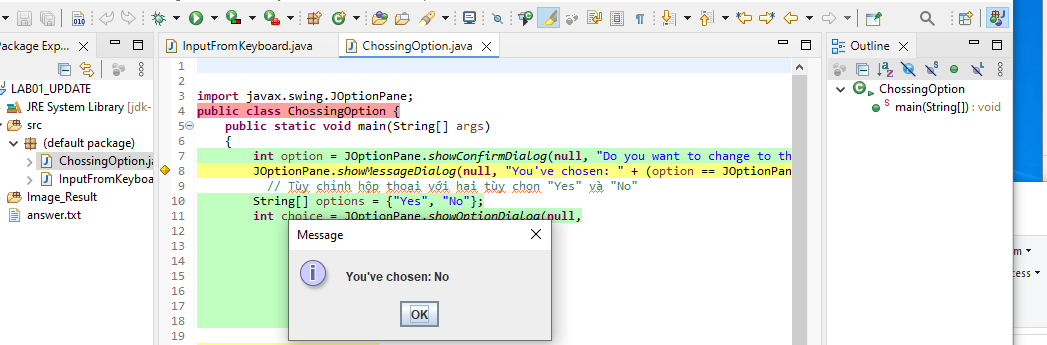 Package Exp...
InputFromKeyboard.java
ChossingOption.java
Outline
LAB01_UPDATE
JRE System Library [jdk-
src
(default package)
ChossingOption.ja
InputFromKeyboa
Image_Result
answer.txt
1
2
3 import javax.swing.JOptionPane;
4 public class ChossingOption {
5 public static void main(String[] args)
6 {
7 int option = JOptionPane.showConfirmDialog(null, "Do you want to change to th
8 JOptionPane.showMessageDialog(null, "You've chosen: " + (option == JOptionPan
9 // Tùy chỉnh hộp thoại với hai tùy chọn "Yes" và "No"
10 String[] options = {"Yes", "No"};
11 int choice = JOptionPane.showOptionDialog(null,
12
13
14
15
16
17
18
19
Message
You've chosen: No
OK
ChossingOption
main(String[]) : void
m
cess